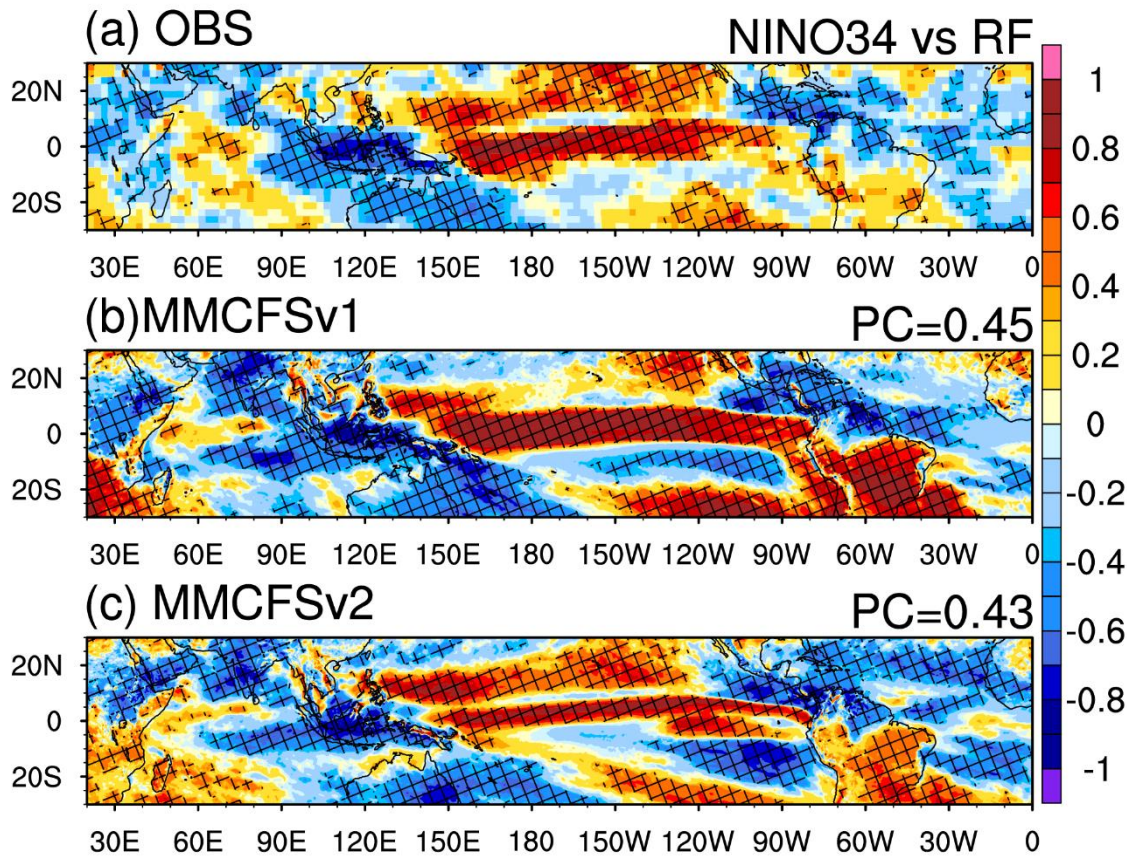 (a) OBS NINO34 vs RF
20N
0
20S
30E 60E 90E 120E 150E 180 150W 120W 90W 60W 30W 0
(b)MMCFSv1 PC=0.45
20N
0
20S
30E 60E 90E 120E 150E 180 150W 120W 90W 60W 30W 0
(c) MMCFSv2 PC=0.43
20N
0
20S
30E 60E 90E 120E 150E 180 150W 120W 90W 60W 30W 0
1
0.8
0.6
0.4
0.2
0
-0.2
-0.4
-0.6
-0.8
-1